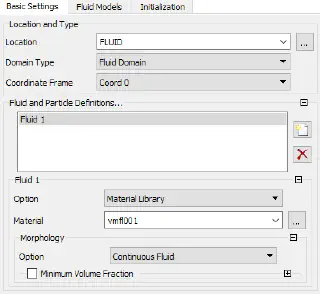 Basic Settings Fluid Models Initialization
Location and Type
Location FLUID ...
Domain Type Fluid Domain
Coordinate Frame Coord 0
Fluid and Particle Definitions...
Fluid 1
Fluid 1
Option Material Library
Material vmfl001 ...
Morphology
Option Continuous Fluid
Minimum Volume Fraction